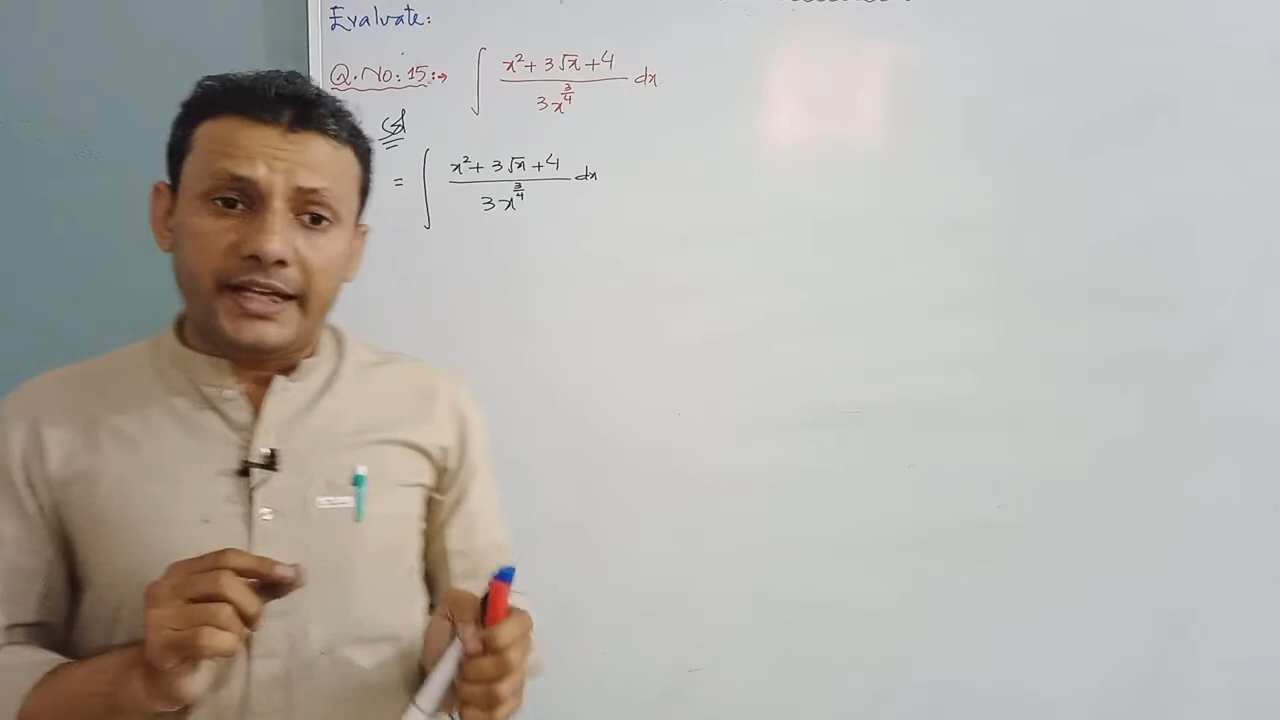 Evaluate:
Q.No:15:→ ∫ (x² + 3√x + 4)/(3x^(3/4)) dx
Sol
= ∫ (x² + 3√x + 4)/(3x^(3/4)) dx